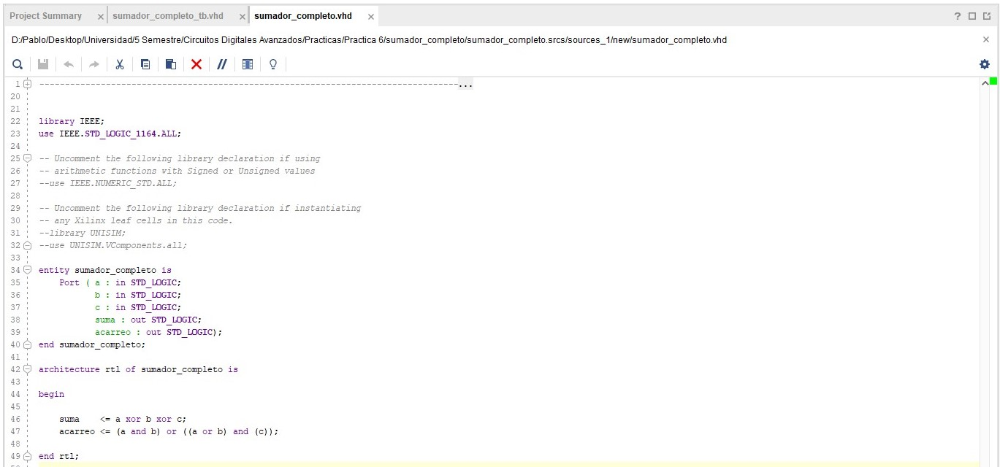 Project Summary × sumador_completo_tb.vhd × sumador_completo.vhd ×
D:/Pablo/Desktop/Universidad/5 Semestre/Circuitos Digitales Avanzados/Practicas/Practica 6/sumador_completo/sumador_completo.srcs/sources_1/new/sumador_completo.vhd
1 ----------------------------------------------------------------------------------...
20
21
22 library IEEE;
23 use IEEE.STD_LOGIC_1164.ALL;
24
25 -- Uncomment the following library declaration if using
26 -- arithmetic functions with Signed or Unsigned values
27 --use IEEE.NUMERIC_STD.ALL;
28
29 -- Uncomment the following library declaration if instantiating
30 -- any Xilinx leaf cells in this code.
31 --library UNISIM;
32 --use UNISIM.VComponents.all;
33
34 entity sumador_completo is
35     Port ( a : in STD_LOGIC;
36            b : in STD_LOGIC;
37            c : in STD_LOGIC;
38            suma : out STD_LOGIC;
39            acarreo : out STD_LOGIC);
40 end sumador_completo;
41
42 architecture rtl of sumador_completo is
43
44 begin
45
46     suma    <= a xor b xor c;
47     acarreo <= (a and b) or ((a or b) and (c));
48
49 end rtl;